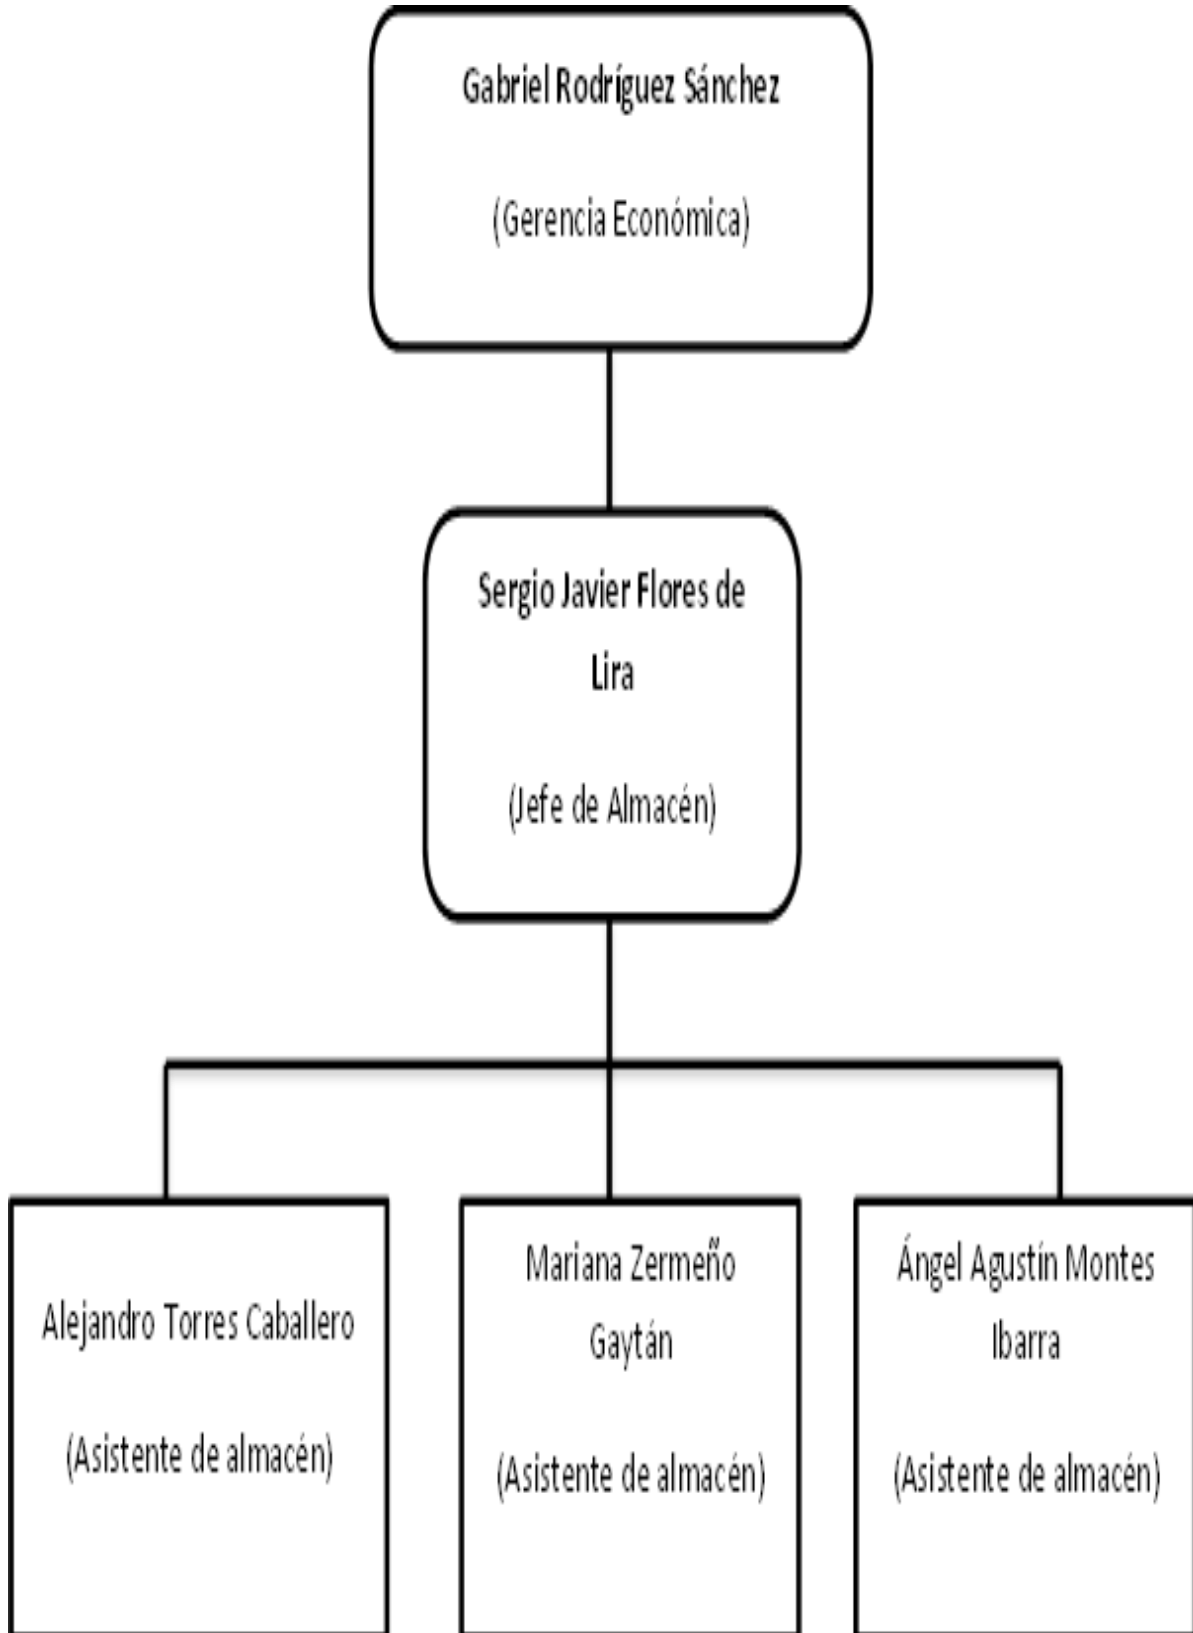 Gabriel Rodríguez Sánchez
(Gerencia Económica)
Sergio Javier Flores de
Lira
(Jefe de Almacén)
Alejandro Torres Caballero
(Asistente de almacén)
Mariana Zermeño
Gaytán
(Asistente de almacén)
Ángel Agustín Montes
Ibarra
(Asistente de almacén)